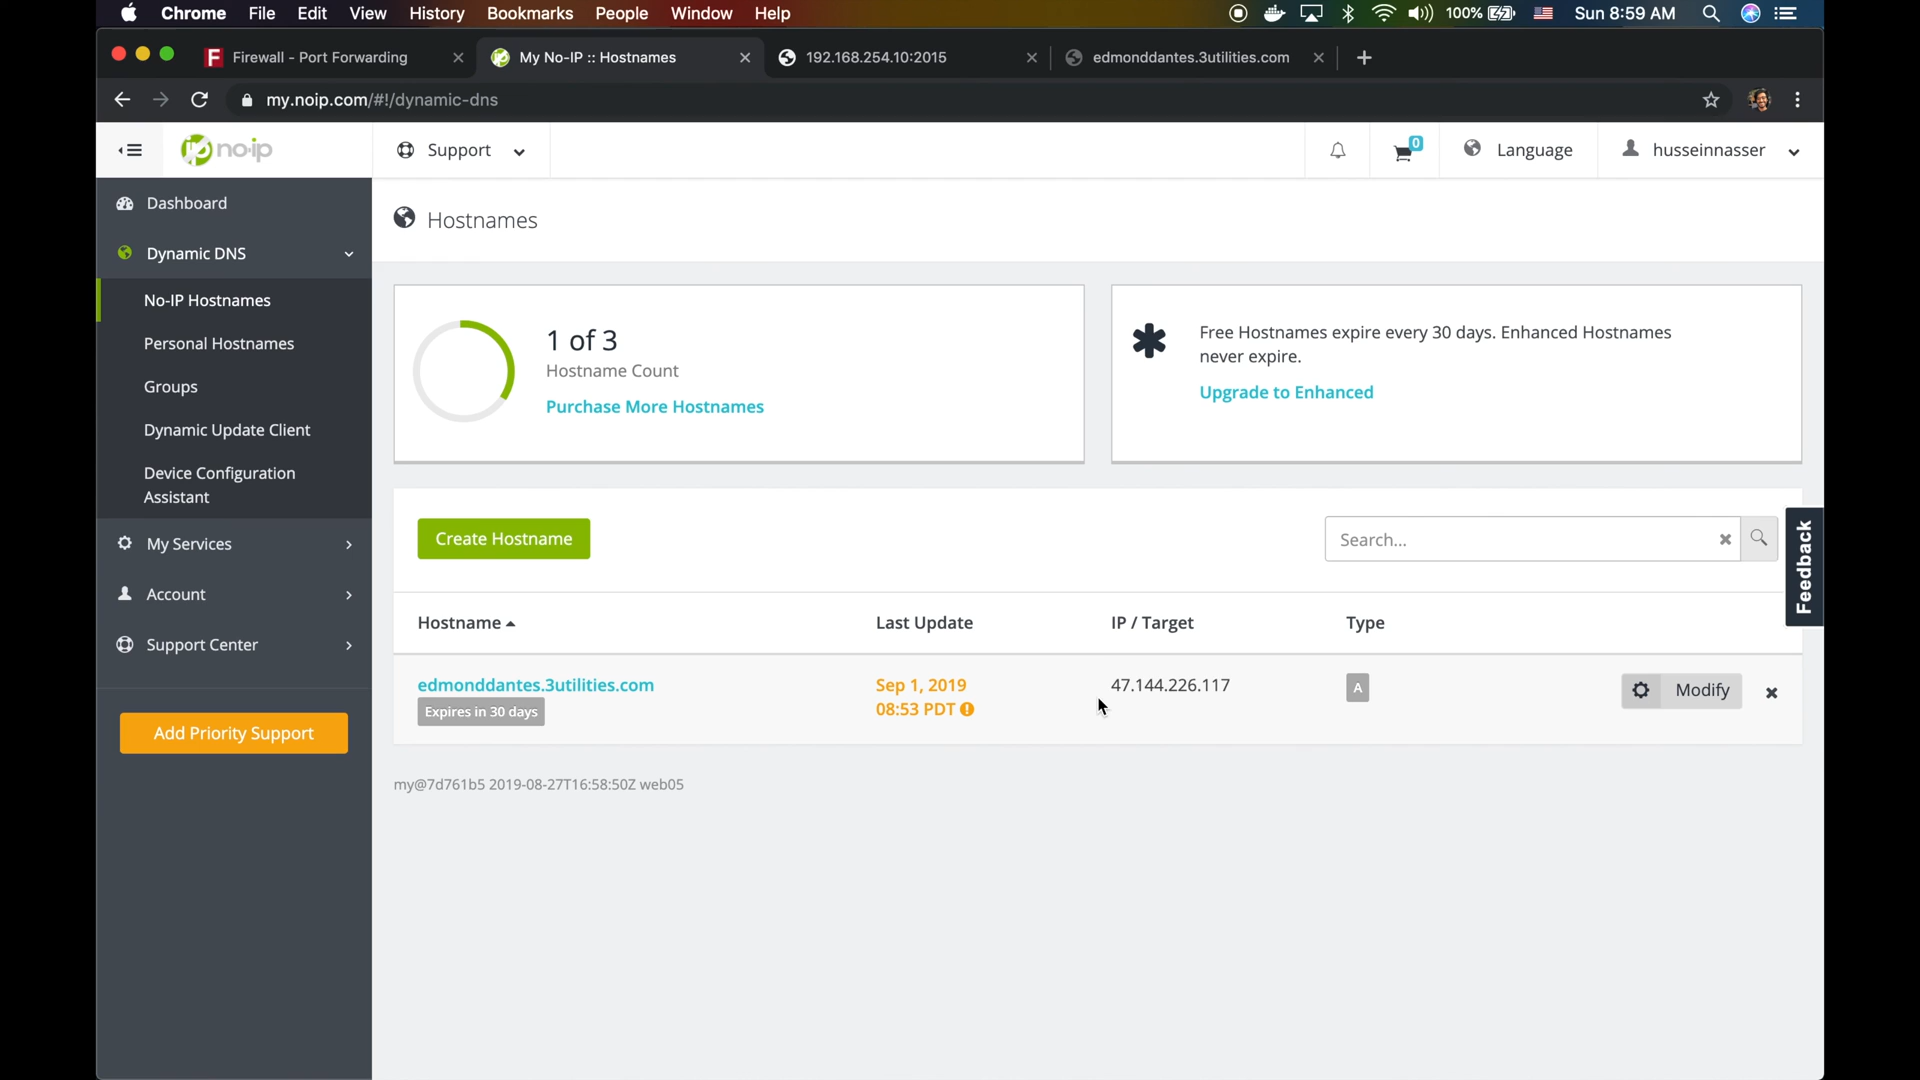 Chrome File Edit View History Bookmarks People Window Help 100% Sun 8:59 AM
Firewall - Port Forwarding My No-IP :: Hostnames 192.168.254.10:2015 edmonddantes.3utilities.com
my.noip.com/#!/dynamic-dns
no-ip Support 0 Language husseinnasser
Dashboard
Dynamic DNS
No-IP Hostnames
Personal Hostnames
Groups
Dynamic Update Client
Device Configuration
Assistant
My Services
Account
Support Center
Add Priority Support
Hostnames
1 of 3
Hostname Count
Purchase More Hostnames
Free Hostnames expire every 30 days. Enhanced Hostnames
never expire.
Upgrade to Enhanced
Create Hostname
Search...
Feedback
Hostname Last Update IP / Target Type
edmonddantes.3utilities.com Sep 1, 2019 47.144.226.117 A Modify
Expires in 30 days 08:53 PDT
my@7d761b5 2019-08-27T16:58:50Z web05